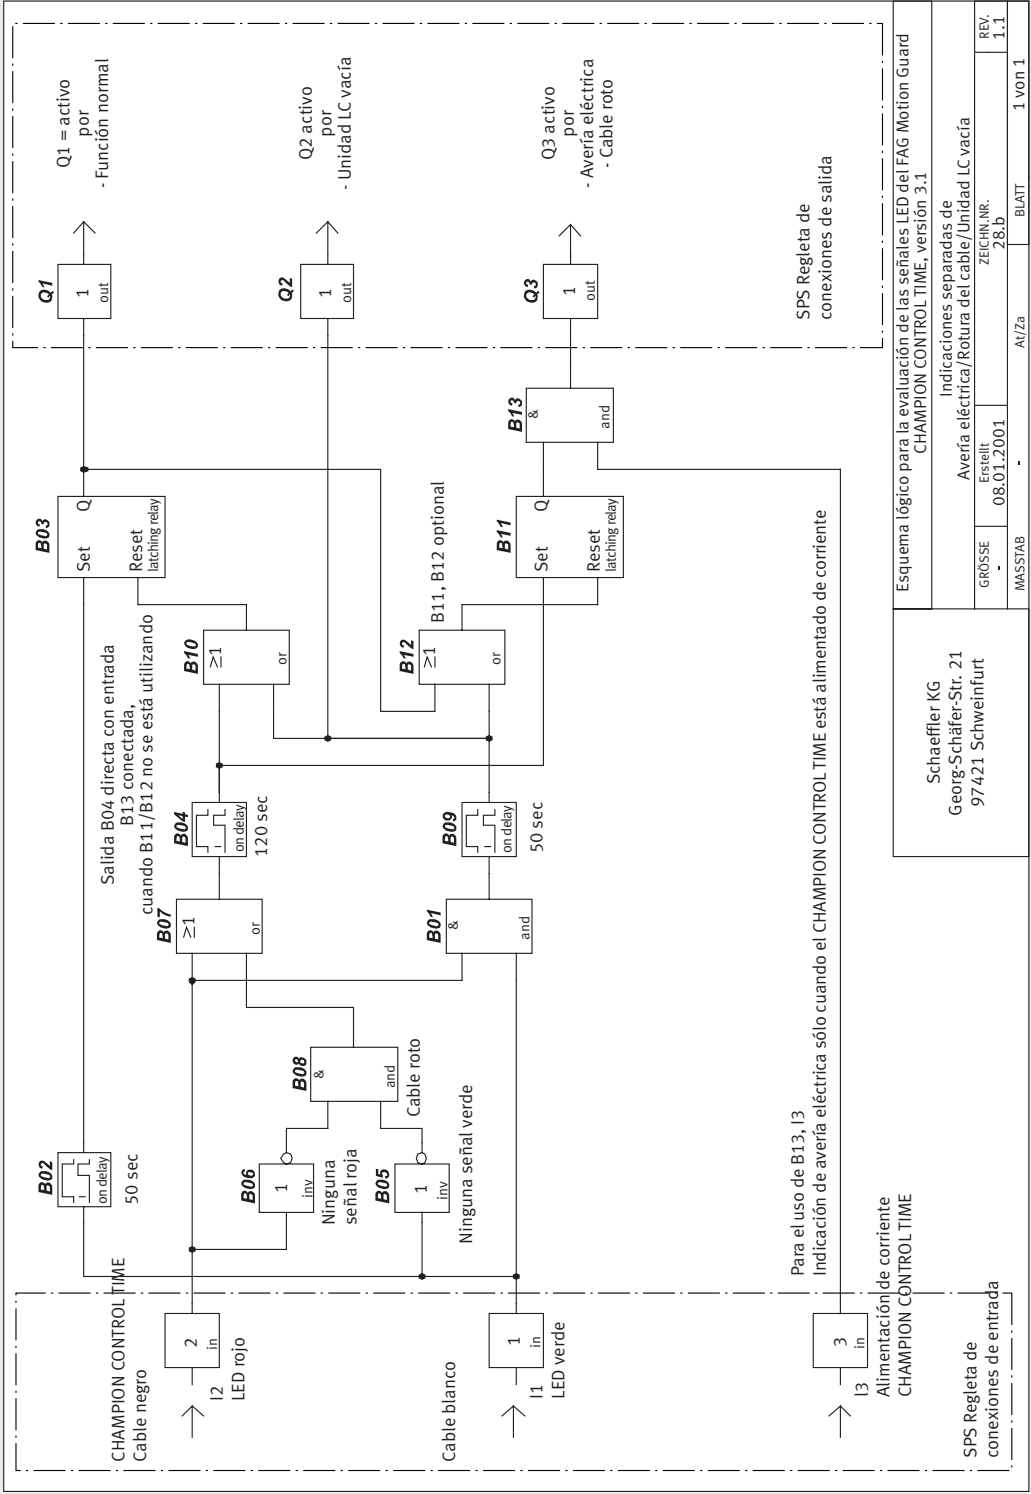 CHAMPION CONTROL TIME
Cable negro
2
in
I2
LED rojo
Cable blanco
1
in
I1
LED verde
3
in
I3
Alimentación de corriente
CHAMPION CONTROL TIME
SPS Regleta de
conexiones de entrada
B02
on delay
50 sec
B06
1
inv
Ninguna
señal roja
B05
1
inv
Ninguna señal verde
B08
&
and
Cable roto
B07
≥1
or
B01
&
and
Salida B04 directa con entrada
B13 conectada,
cuando B11/B12 no se está utilizando
B04
on delay
120 sec
B09
on delay
50 sec
B10
≥1
or
B12
≥1
or
B11, B12 optional
B03
Set
Q
Reset
latching relay
B11
Set
Q
Reset
latching relay
B13
&
and
Para el uso de B13, I3
Indicación de avería eléctrica sólo cuando el CHAMPION CONTROL TIME está alimentado de corriente
Q1
1
out
Q1 = activo
por
- Función normal
Q2
1
out
Q2 activo
por
- Unidad LC vacía
Q3
1
out
Q3 activo
por
- Avería eléctrica
- Cable roto
SPS Regleta de
conexiones de salida
Schaeffler KG
Georg-Schäfer-Str. 21
97421 Schweinfurt
Esquema lógico para la evaluación de las señales LED del FAG Motion Guard
CHAMPION CONTROL TIME, versión 3.1
Indicaciones separadas de
Avería eléctrica/Rotura del cable/Unidad LC vacía
GRÖSSE
-
Erstellt
08.01.2001
ZEICHN.NR.
28.b
REV.
1.1
MASSTAB
-
At/Za
BLATT
1 von 1